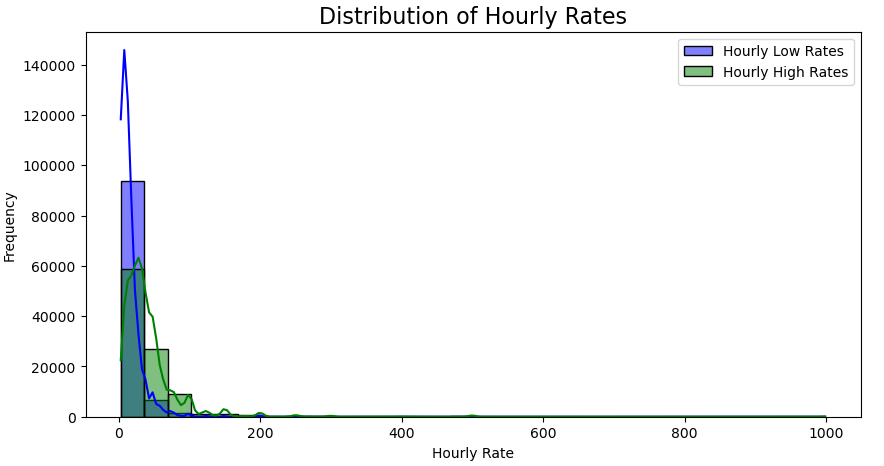 Distribution of Hourly Rates
Hourly Low Rates
Hourly High Rates
Frequency
140000
120000
100000
80000
60000
40000
20000
0
0 200 400 600 800 1000
Hourly Rate